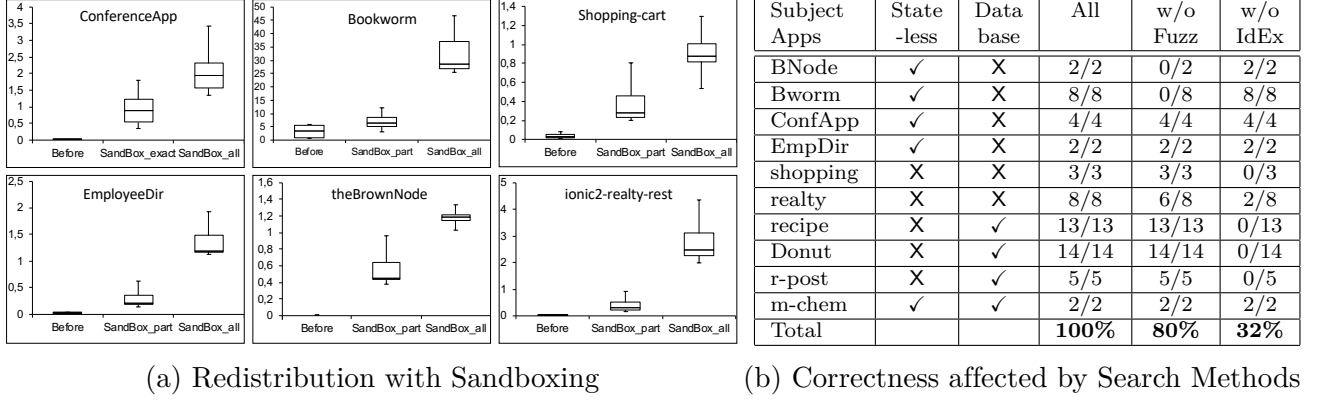 ConferenceApp
4
3,5
3
2,5
2
1,5
1
0,5
0
Before SandBox_exact SandBox_all
Bookworm
50
45
40
35
30
25
20
15
10
5
0
Before SandBox_part SandBox_all
Shopping-cart
1,4
1,2
1
0,8
0,6
0,4
0,2
0
Before SandBox_part SandBox_all
EmployeeDir
2,5
2
1,5
1
0,5
0
Before SandBox_part SandBox_all
theBrownNode
1,6
1,4
1,2
1
0,8
0,6
0,4
0,2
0
Before SandBox_part SandBox_all
ionic2-realty-rest
5
4
3
2
1
0
Before SandBox_part SandBox_all
(a) Redistribution with Sandboxing
Subject State Data All w/o w/o
Apps -less base Fuzz IdEx
BNode ✓ X 2/2 0/2 2/2
Bworm ✓ X 8/8 0/8 8/8
ConfApp ✓ X 4/4 4/4 4/4
EmpDir ✓ X 2/2 2/2 2/2
shopping X X 3/3 3/3 0/3
realty X X 8/8 6/8 2/8
recipe X ✓ 13/13 13/13 0/13
Donut X ✓ 14/14 14/14 0/14
r-post X ✓ 5/5 5/5 0/5
m-chem ✓ ✓ 2/2 2/2 2/2
Total 100% 80% 32%
(b) Correctness affected by Search Methods